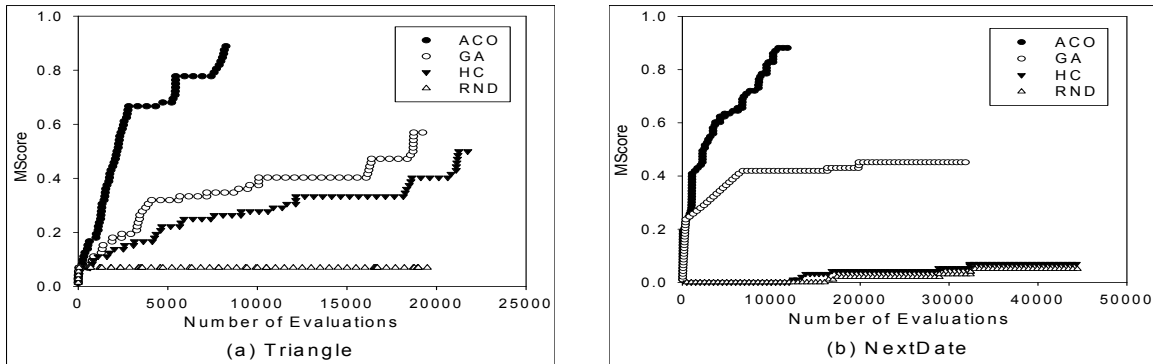 MScore
1.0
0.8
0.6
0.4
0.2
0.0
ACO
GA
HC
RND
0 5000 10000 15000 20000 25000
Number of Evaluations
(a) Triangle
MScore
1.0
0.8
0.6
0.4
0.2
0.0
ACO
GA
HC
RND
0 10000 20000 30000 40000 50000
Number of Evaluations
(b) NextDate